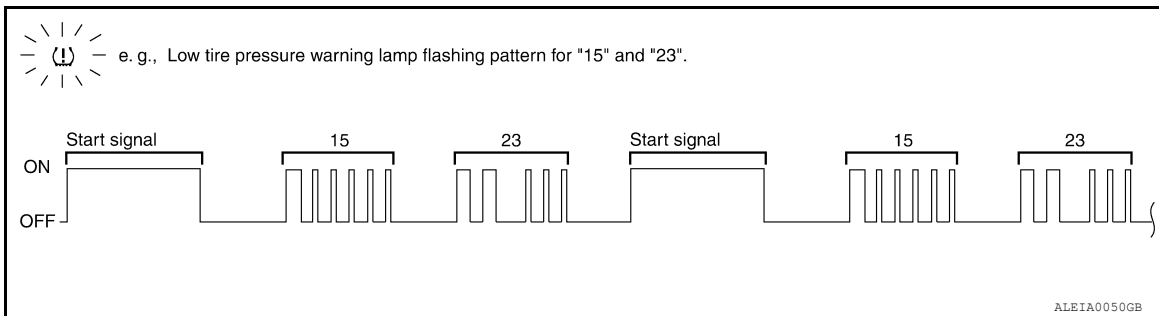 e. g., Low tire pressure warning lamp flashing pattern for "15" and "23".
Start signal 15 23 Start signal 15 23
ON
OFF
ALEIA0050GB